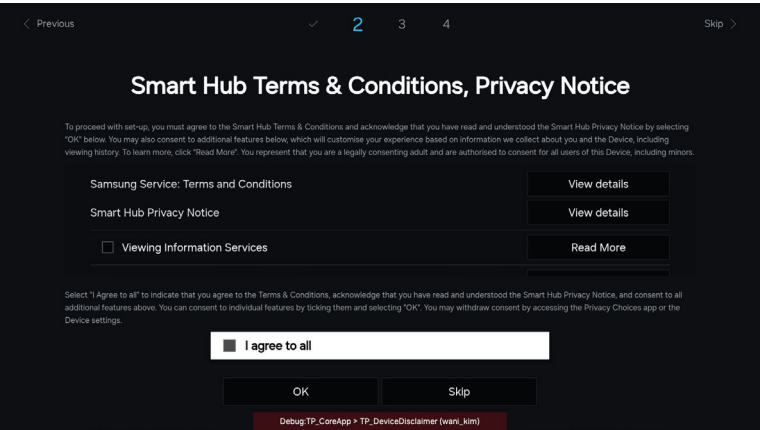 Previous
2
3
4
Skip
Smart Hub Terms & Conditions, Privacy Notice
To proceed with set-up, you must agree to the Smart Hub Terms & Conditions and acknowledge that you have read and understood the Smart Hub Privacy Notice by selecting
"OK" below. You may also consent to additional features below, which will customise your experience based on information we collect about you and the Device, including
viewing history. To learn more, click "Read More". You represent that you are a legally consenting adult and are authorised to consent for all users of this Device, including minors.
Samsung Service: Terms and Conditions
View details
Smart Hub Privacy Notice
View details
Viewing Information Services
Read More
Select "I Agree to all" to indicate that you agree to the Terms & Conditions, acknowledge that you have read and understood the Smart Hub Privacy Notice, and consent to all
additional features above. You can consent to individual features by ticking them and selecting "OK". You may withdraw consent by accessing the Privacy Choices app or the
Device settings.
I agree to all
OK
Skip
Debug:TP_CoreApp > TP_DeviceDisclaimer (wani_kim)